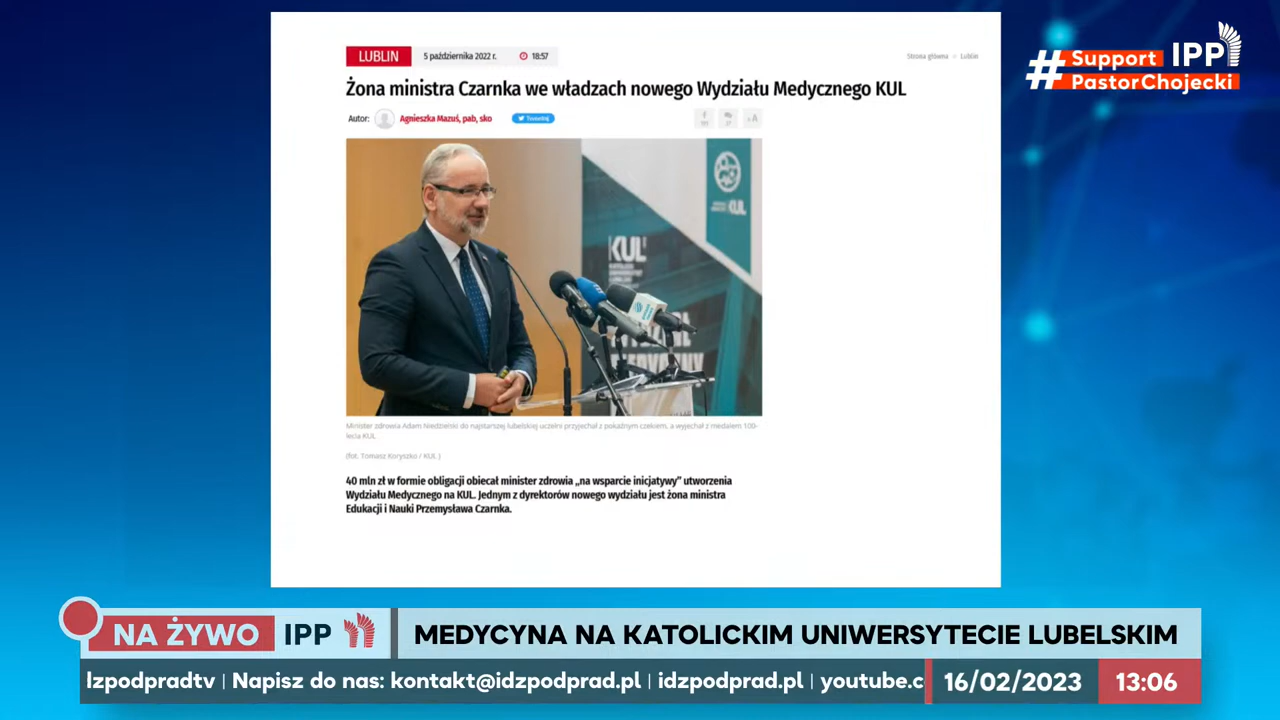 LUBLIN
5 października 2022 r.
18:57
Strona główna
Lublin
# Support
PastorChojecki
IPP
Żona ministra Czarnka we władzach nowego Wydziału Medycznego KUL
Autor:
Agnieszka Mazuś, pab, sko
Tweetnij
A
KUL
KUL
Minister zdrowia Adam Niedzielski do najstarszej lubelskiej uczelni przyjechał z pokaźnym czekiem, a wyjechał z medalem 100-
lecia KUL
(fot. Tomasz Koryszko / KUL )
40 mln zł w formie obligacji obiecał minister zdrowia „na wsparcie inicjatywy” utworzenia
Wydziału Medycznego na KUL. Jednym z dyrektorów nowego wydziału jest żona ministra
Edukacji i Nauki Przemysława Czarnka.
NA ŻYWO
IPP
MEDYCYNA NA KATOLICKIM UNIWERSYTECIE LUBELSKIM
Idzpodpradtv | Napisz do nas: kontakt@idzpodprad.pl | idzpodprad.pl | youtube.c
16/02/2023
13:06